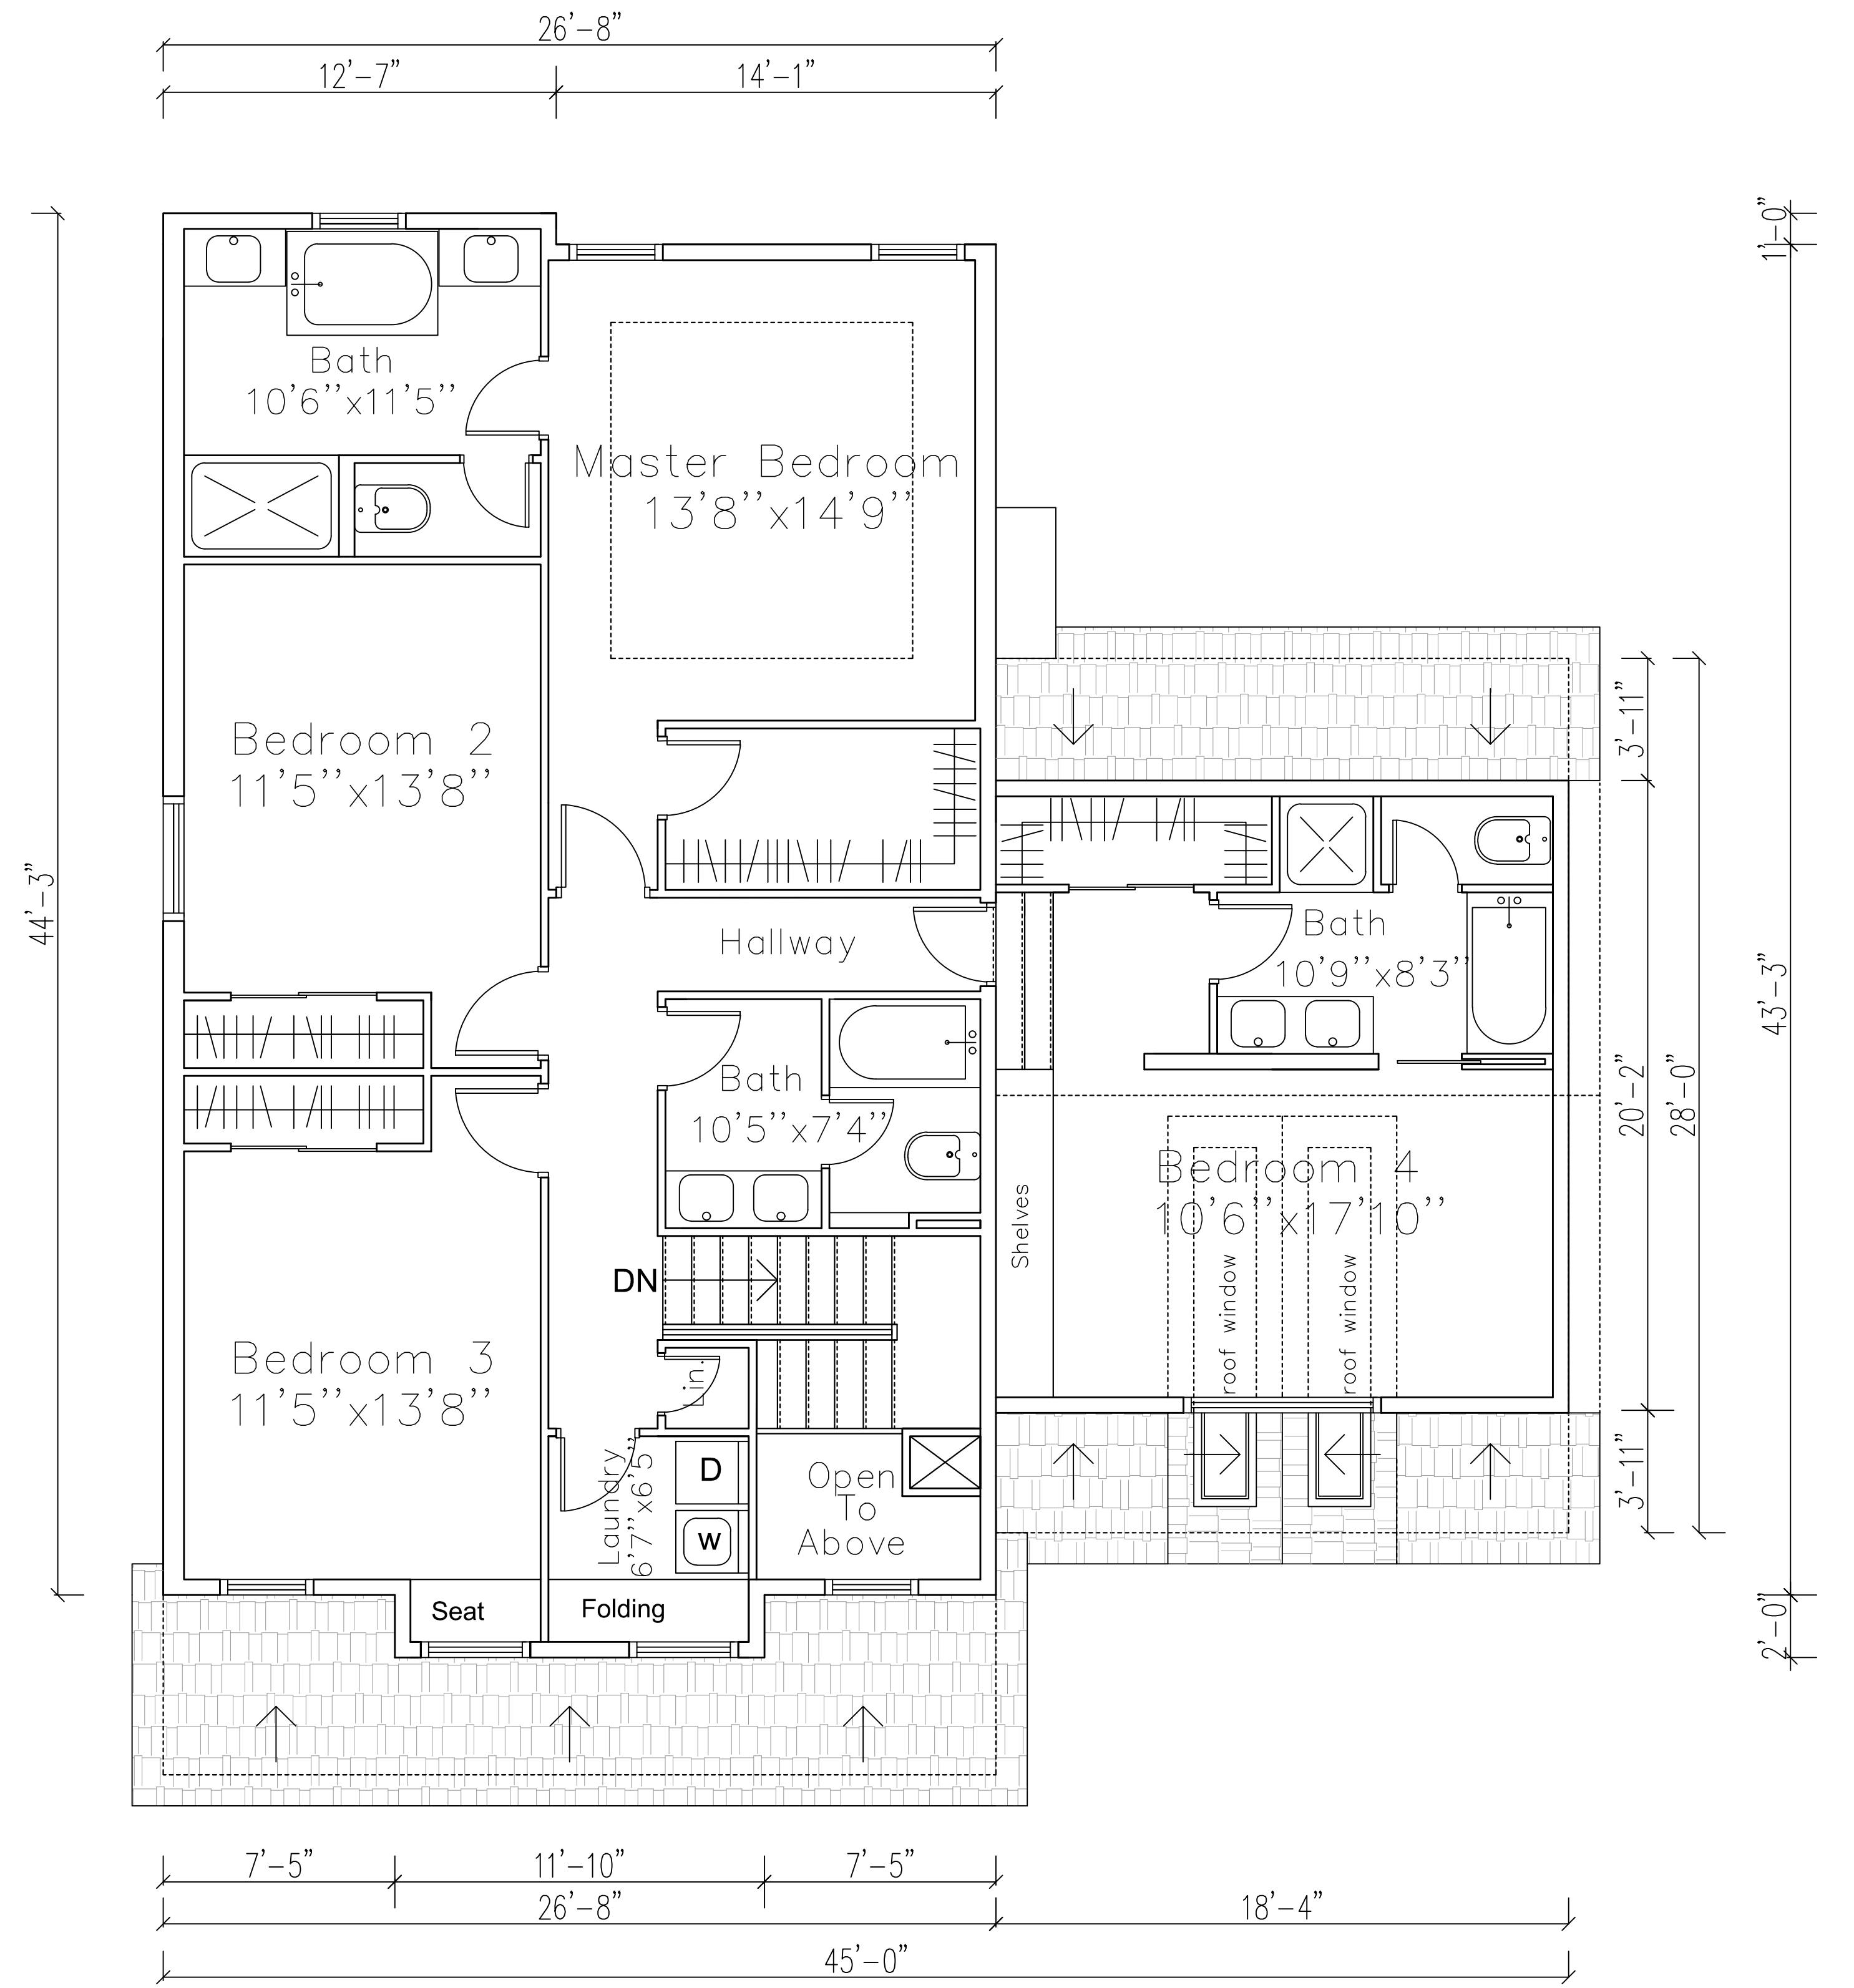 26'-8"
12'-7"
14'-1"
1'-0"
Bath
10'6''x11'5''
Master Bedroom
13'8''x14'9''
3'-11"
Bedroom 2
11'5''x13'8''
44'-3"
Hallway
Bath
10'9''x8'3''
43'-3"
Bath
10'5''x7'4''
20'-2"
28'-0"
Bedroom 4
10'6''x17'10''
Shelves
roof window
roof window
DN
Bedroom 3
11'5''x13'8''
Lin.
Laundry
6'7''x6'5''
D
W
Open
To
Above
3'-11"
Seat
Folding
2'-0"
7'-5"
11'-10"
7'-5"
26'-8"
18'-4"
45'-0"